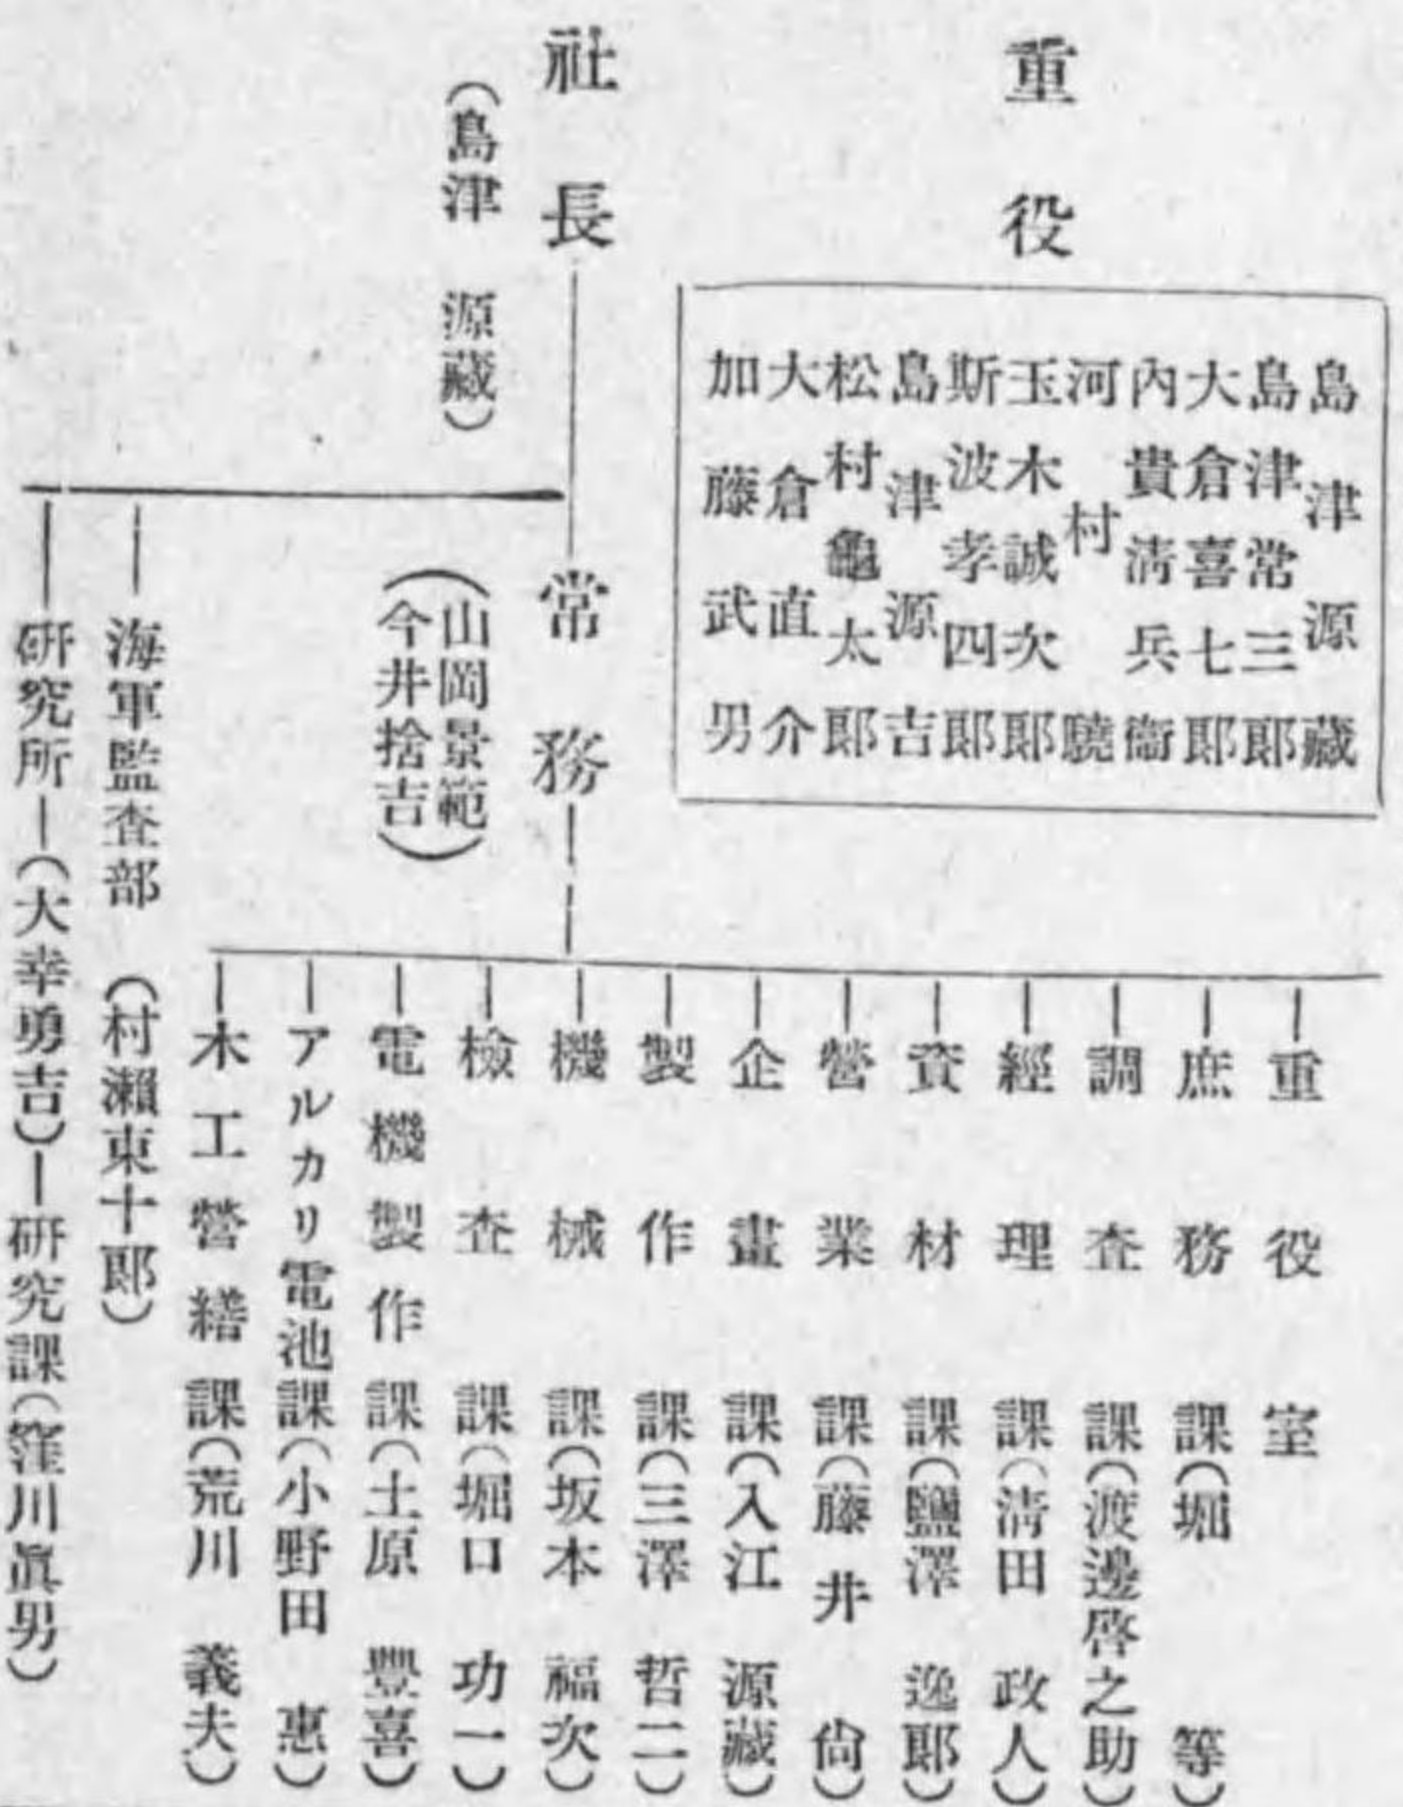 重役
島津源藏
島津常三郎
大倉喜七郎
內貴淸兵衞
河村驍
玉木誠次郎
斯波孝四郎
島津源吉
松村龜太郎
大倉直介
加藤武男
社長
(島津源藏)
常務
(山岡景範
今井捨吉)
重役室
庶務課(堀等)
調査課(渡邊啓之助)
經理課(淸田政人)
資材課(鹽澤逸郎)
營業課(藤井尙)
企畫課(入江源藏)
製作課(三澤哲二)
機械課(坂本福次)
檢査課(堀口功一)
電機製作課(土原豐喜)
アルカリ電池課(小野田惠)
木工營繕課(荒川義夫)
海軍監査部(村瀨東十郎)
硏究所—(大幸勇吉)—硏究課(窪川眞男)